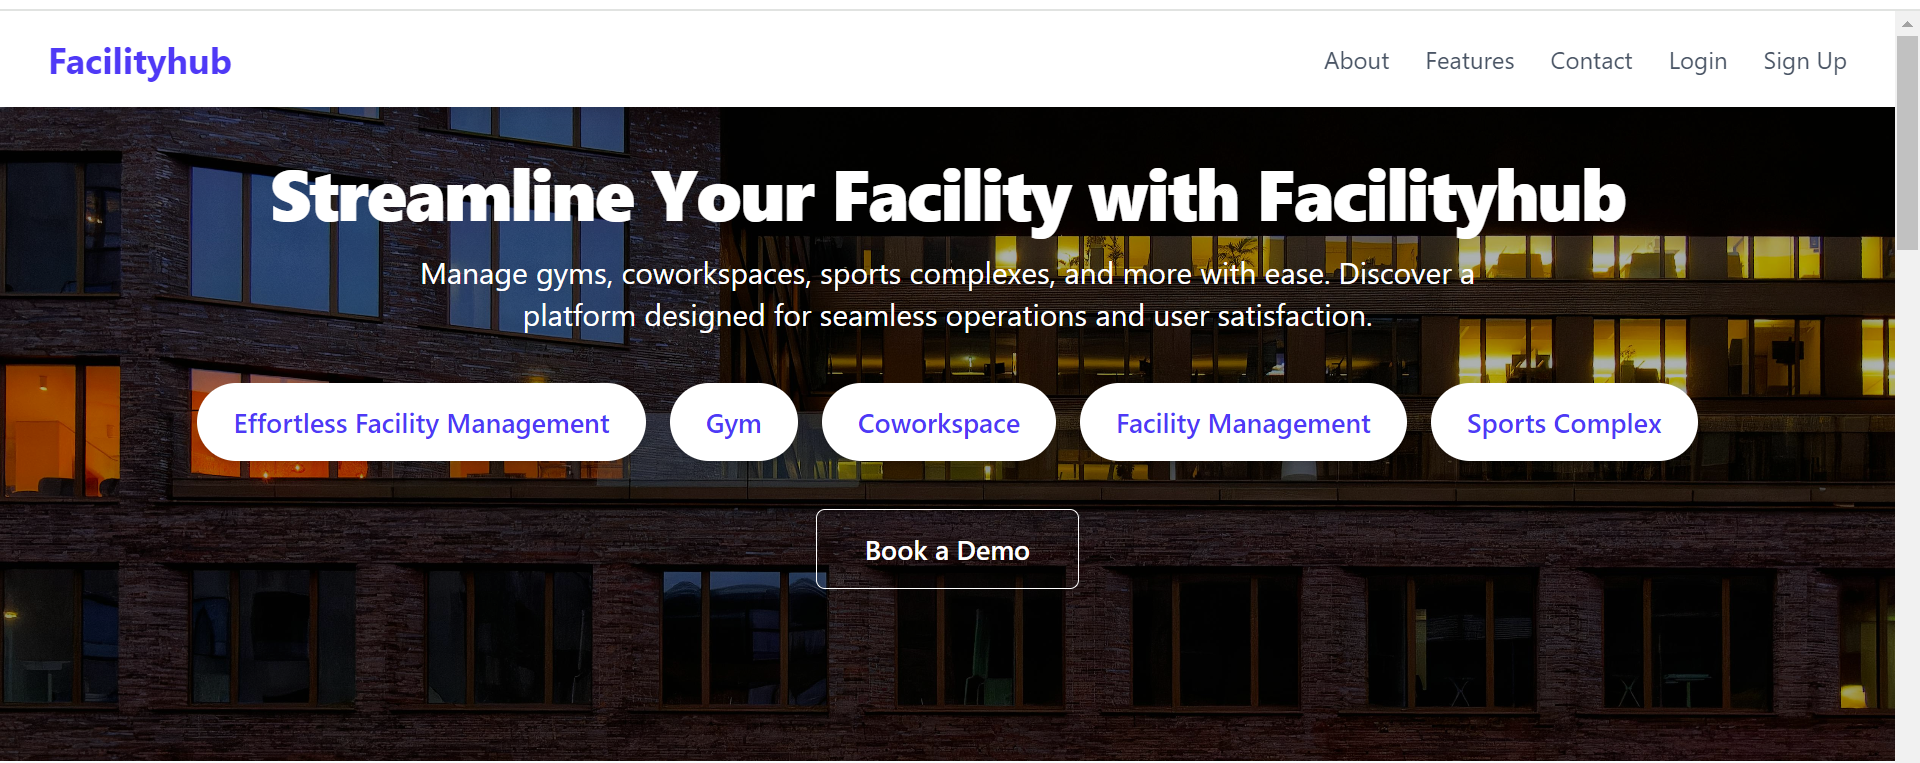 Facilityhub
About
Features
Contact
Login
Sign Up
Streamline Your Facility with Facilityhub
Manage gyms, coworkspaces, sports complexes, and more with ease. Discover a
platform designed for seamless operations and user satisfaction.
Effortless Facility Management
Gym
Coworkspace
Facility Management
Sports Complex
Book a Demo